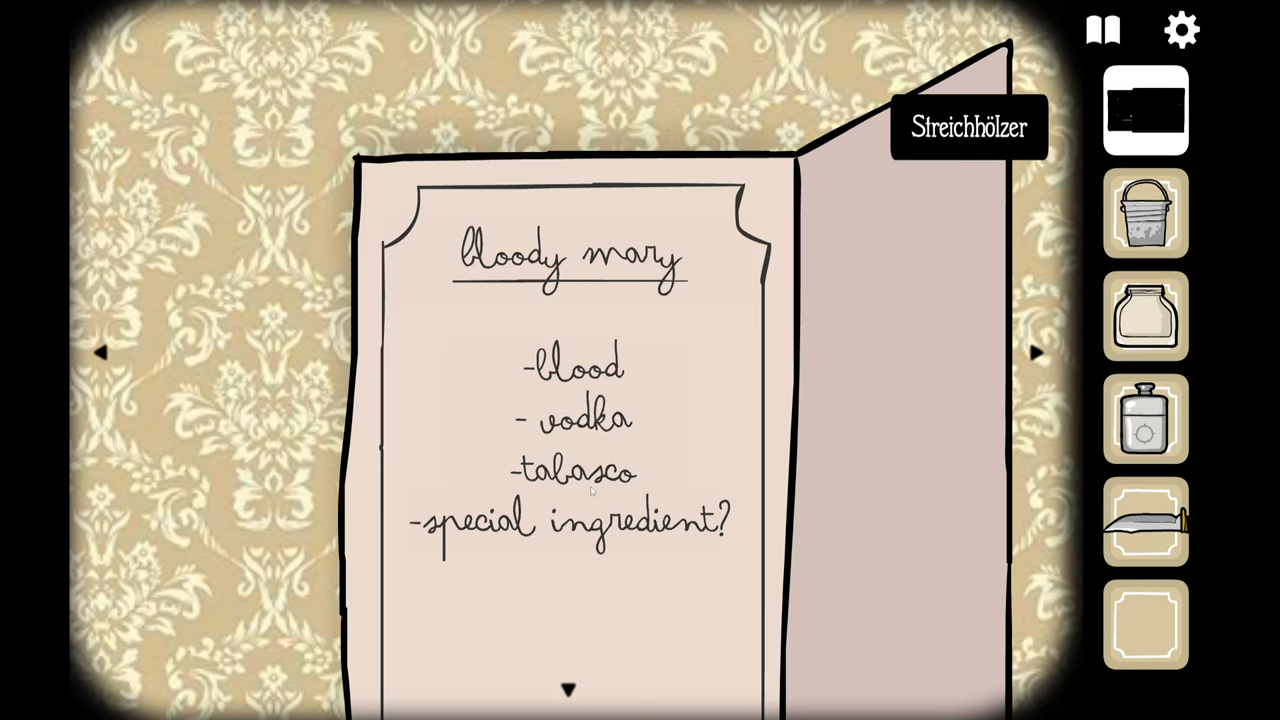 Streichhölzer
bloody mary
-blood
- vodka
-tabasco
-special ingredient?